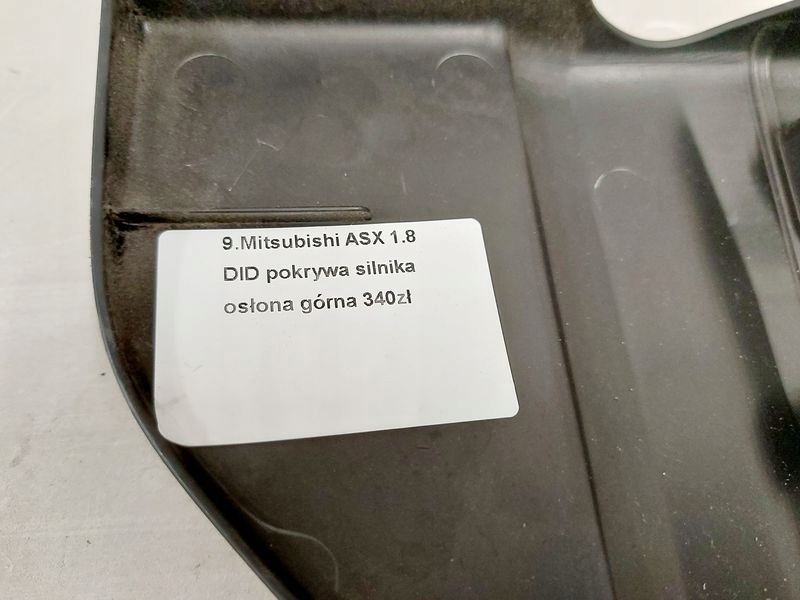 9.Mitsubishi ASX 1.8
DID pokrywa silnika
osłona górna 340zł